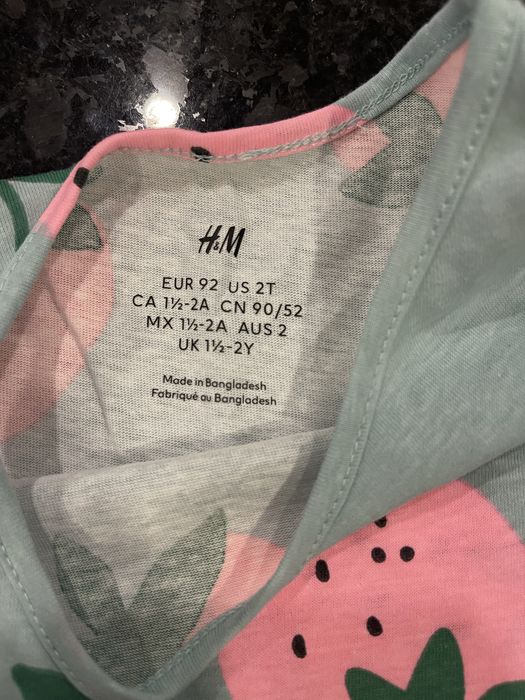 H&M
EUR 92 US 2T
CA 1½-2A CN 90/52
MX 1½-2A AUS 2
UK 1½-2Y
Made in Bangladesh
Fabriqué au Bangladesh